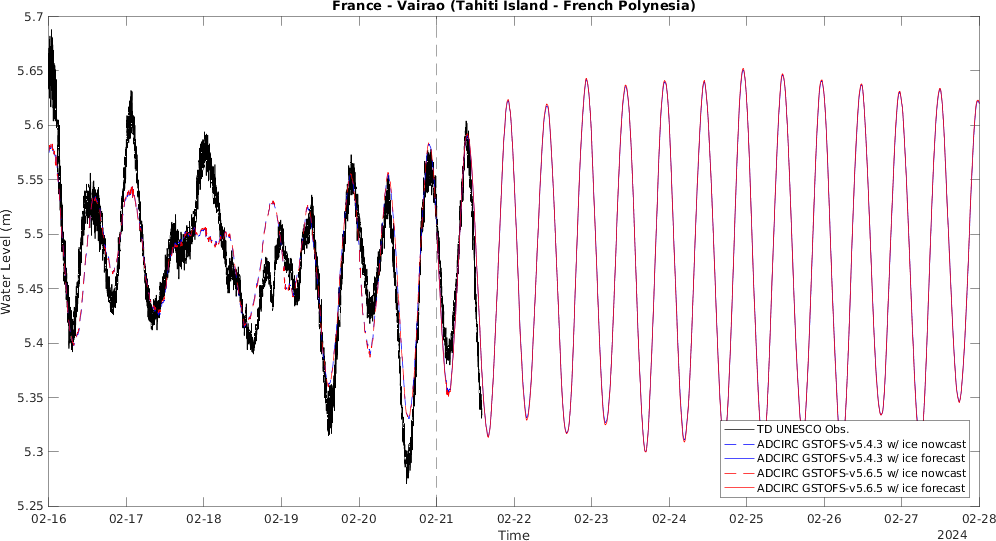 France - Vairao (Tahiti Island - French Polynesia)
5.7
5.65
5.6
5.55
5.5
5.45
5.4
5.35
5.3
5.25
Water Level (m)
TD UNESCO Obs.
ADCIRC GSTOFS-v5.4.3 w/ ice nowcast
ADCIRC GSTOFS-v5.4.3 w/ ice forecast
ADCIRC GSTOFS-v5.6.5 w/ ice nowcast
ADCIRC GSTOFS-v5.6.5 w/ ice forecast
02-16 02-17 02-18 02-19 02-20 02-21 02-22 02-23 02-24 02-25 02-26 02-27 02-28
Time
2024